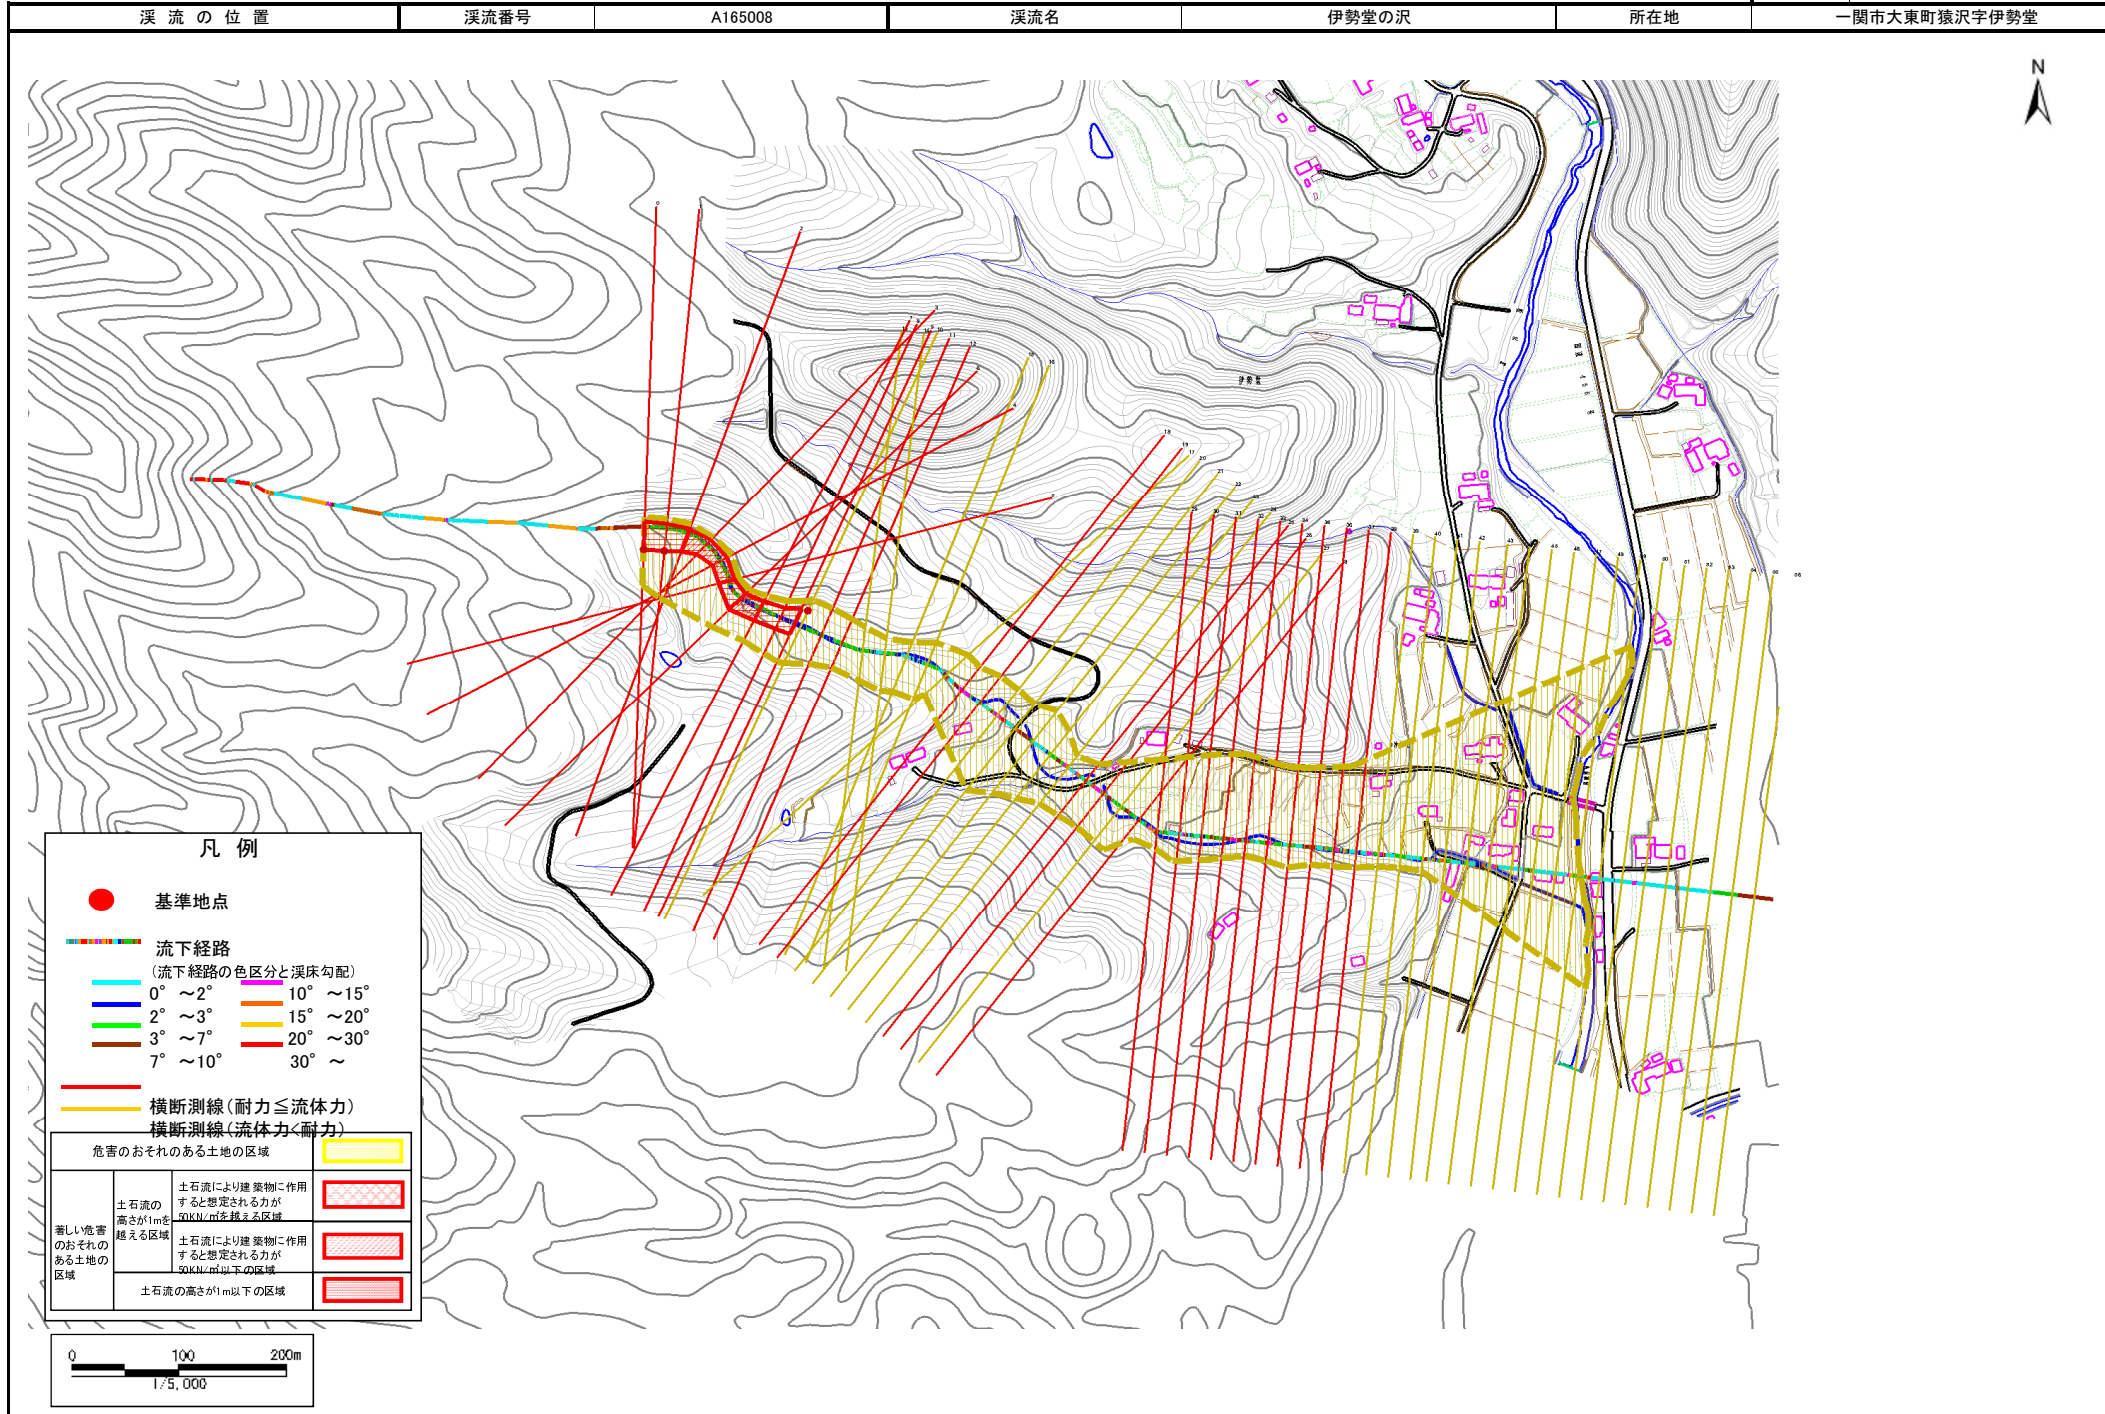 渓流の位置 渓流番号 A165008 渓流名 伊勢堂の沢 所在地 一関市大東町猿沢字伊勢堂
N
伊勢堂
凡例
基準地点
流下経路
(流下経路の色区分と渓床勾配)
0° ～2° 10° ～15°
2° ～3° 15° ～20°
3° ～7° 20° ～30°
7° ～10° 30° ～
横断測線(耐力≦流体力)
横断測線(流体力<耐力)
危害のおそれのある土地の区域
著しい危害
のおそれの
ある土地の
区域
土石流の
高さが1mを
越える区域
土石流により建築物に作用
すると想定される力が
50KN/㎡を越える区域
土石流により建築物に作用
すると想定される力が
50KN/㎡以下の区域
土石流の高さが1m以下の区域
0 100 200m
1/5,000